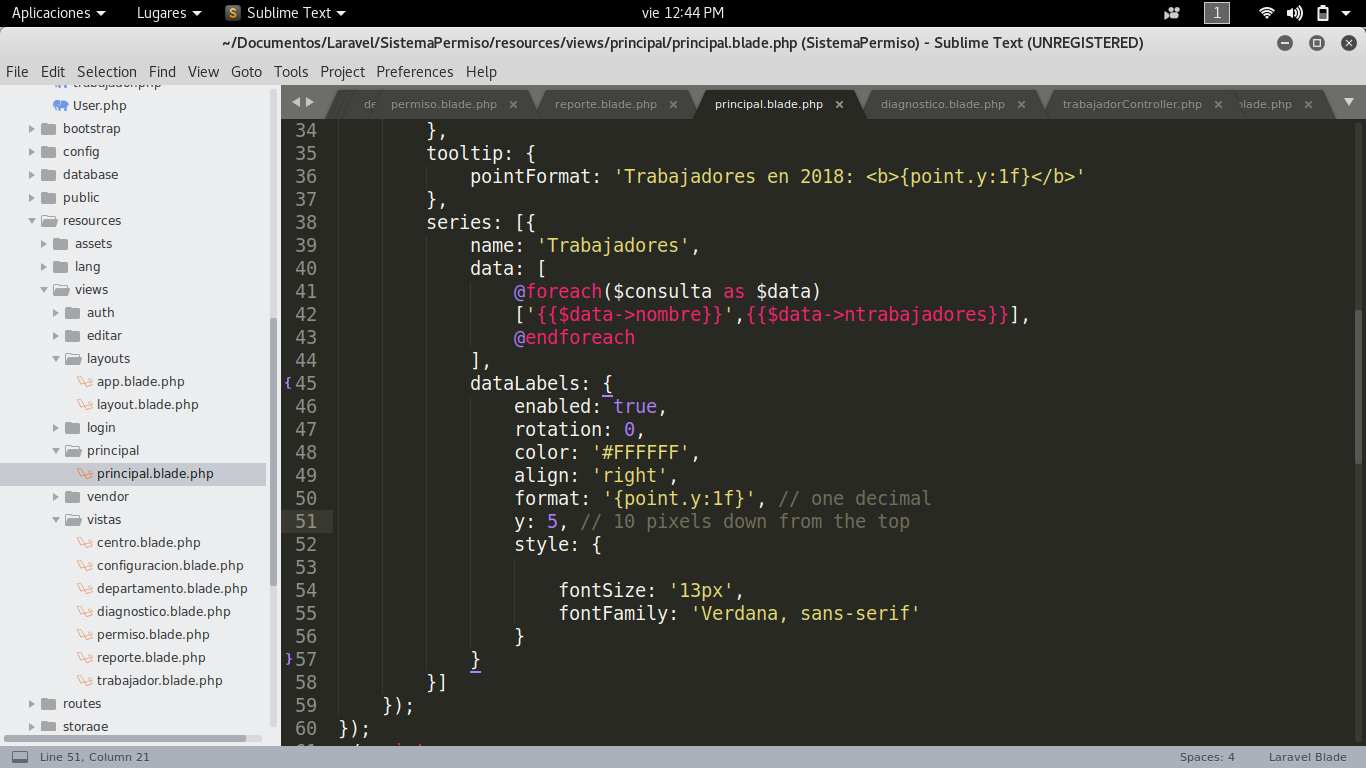 Aplicaciones Lugares Sublime Text vie 12:44 PM 1
~/Documentos/Laravel/SistemaPermiso/resources/views/principal/principal.blade.php (SistemaPermiso) - Sublime Text (UNREGISTERED)
File Edit Selection Find View Goto Tools Project Preferences Help
trabajador.php
User.php
bootstrap
config
database
public
resources
assets
lang
views
auth
editar
layouts
app.blade.php
layout.blade.php
login
principal
principal.blade.php
vendor
vistas
centro.blade.php
configuracion.blade.php
departamento.blade.php
diagnostico.blade.php
permiso.blade.php
reporte.blade.php
trabajador.blade.php
routes
storage
de permiso.blade.php × reporte.blade.php × principal.blade.php × diagnostico.blade.php × trabajadorController.php × blade.php ×
34 },
35 tooltip: {
36 pointFormat: 'Trabajadores en 2018: <b>{point.y:1f}</b>'
37 },
38 series: [{
39 name: 'Trabajadores',
40 data: [
41 @foreach($consulta as $data)
42 ['{{$data->nombre}}',{{$data->ntrabajadores}}],
43 @endforeach
44 ],
{ 45 dataLabels: {
46 enabled: true,
47 rotation: 0,
48 color: '#FFFFFF',
49 align: 'right',
50 format: '{point.y:1f}', // one decimal
51 y: 5, // 10 pixels down from the top
52 style: {
53
54 fontSize: '13px',
55 fontFamily: 'Verdana, sans-serif'
56 }
} 57 }
58 }]
59 });
60 });
Line 51, Column 21 Spaces: 4 Laravel Blade